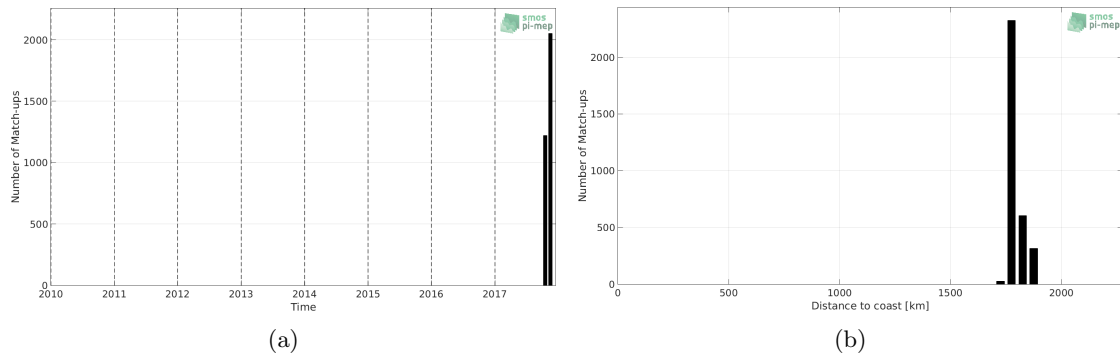 smos
pi-mep
Number of Match-ups
2000
1500
1000
500
0
2010 2011 2012 2013 2014 2015 2016 2017
Time
(a)
smos
pi-mep
Number of Match-ups
2000
1500
1000
500
0
0 500 1000 1500 2000
Distance to coast [km]
(b)